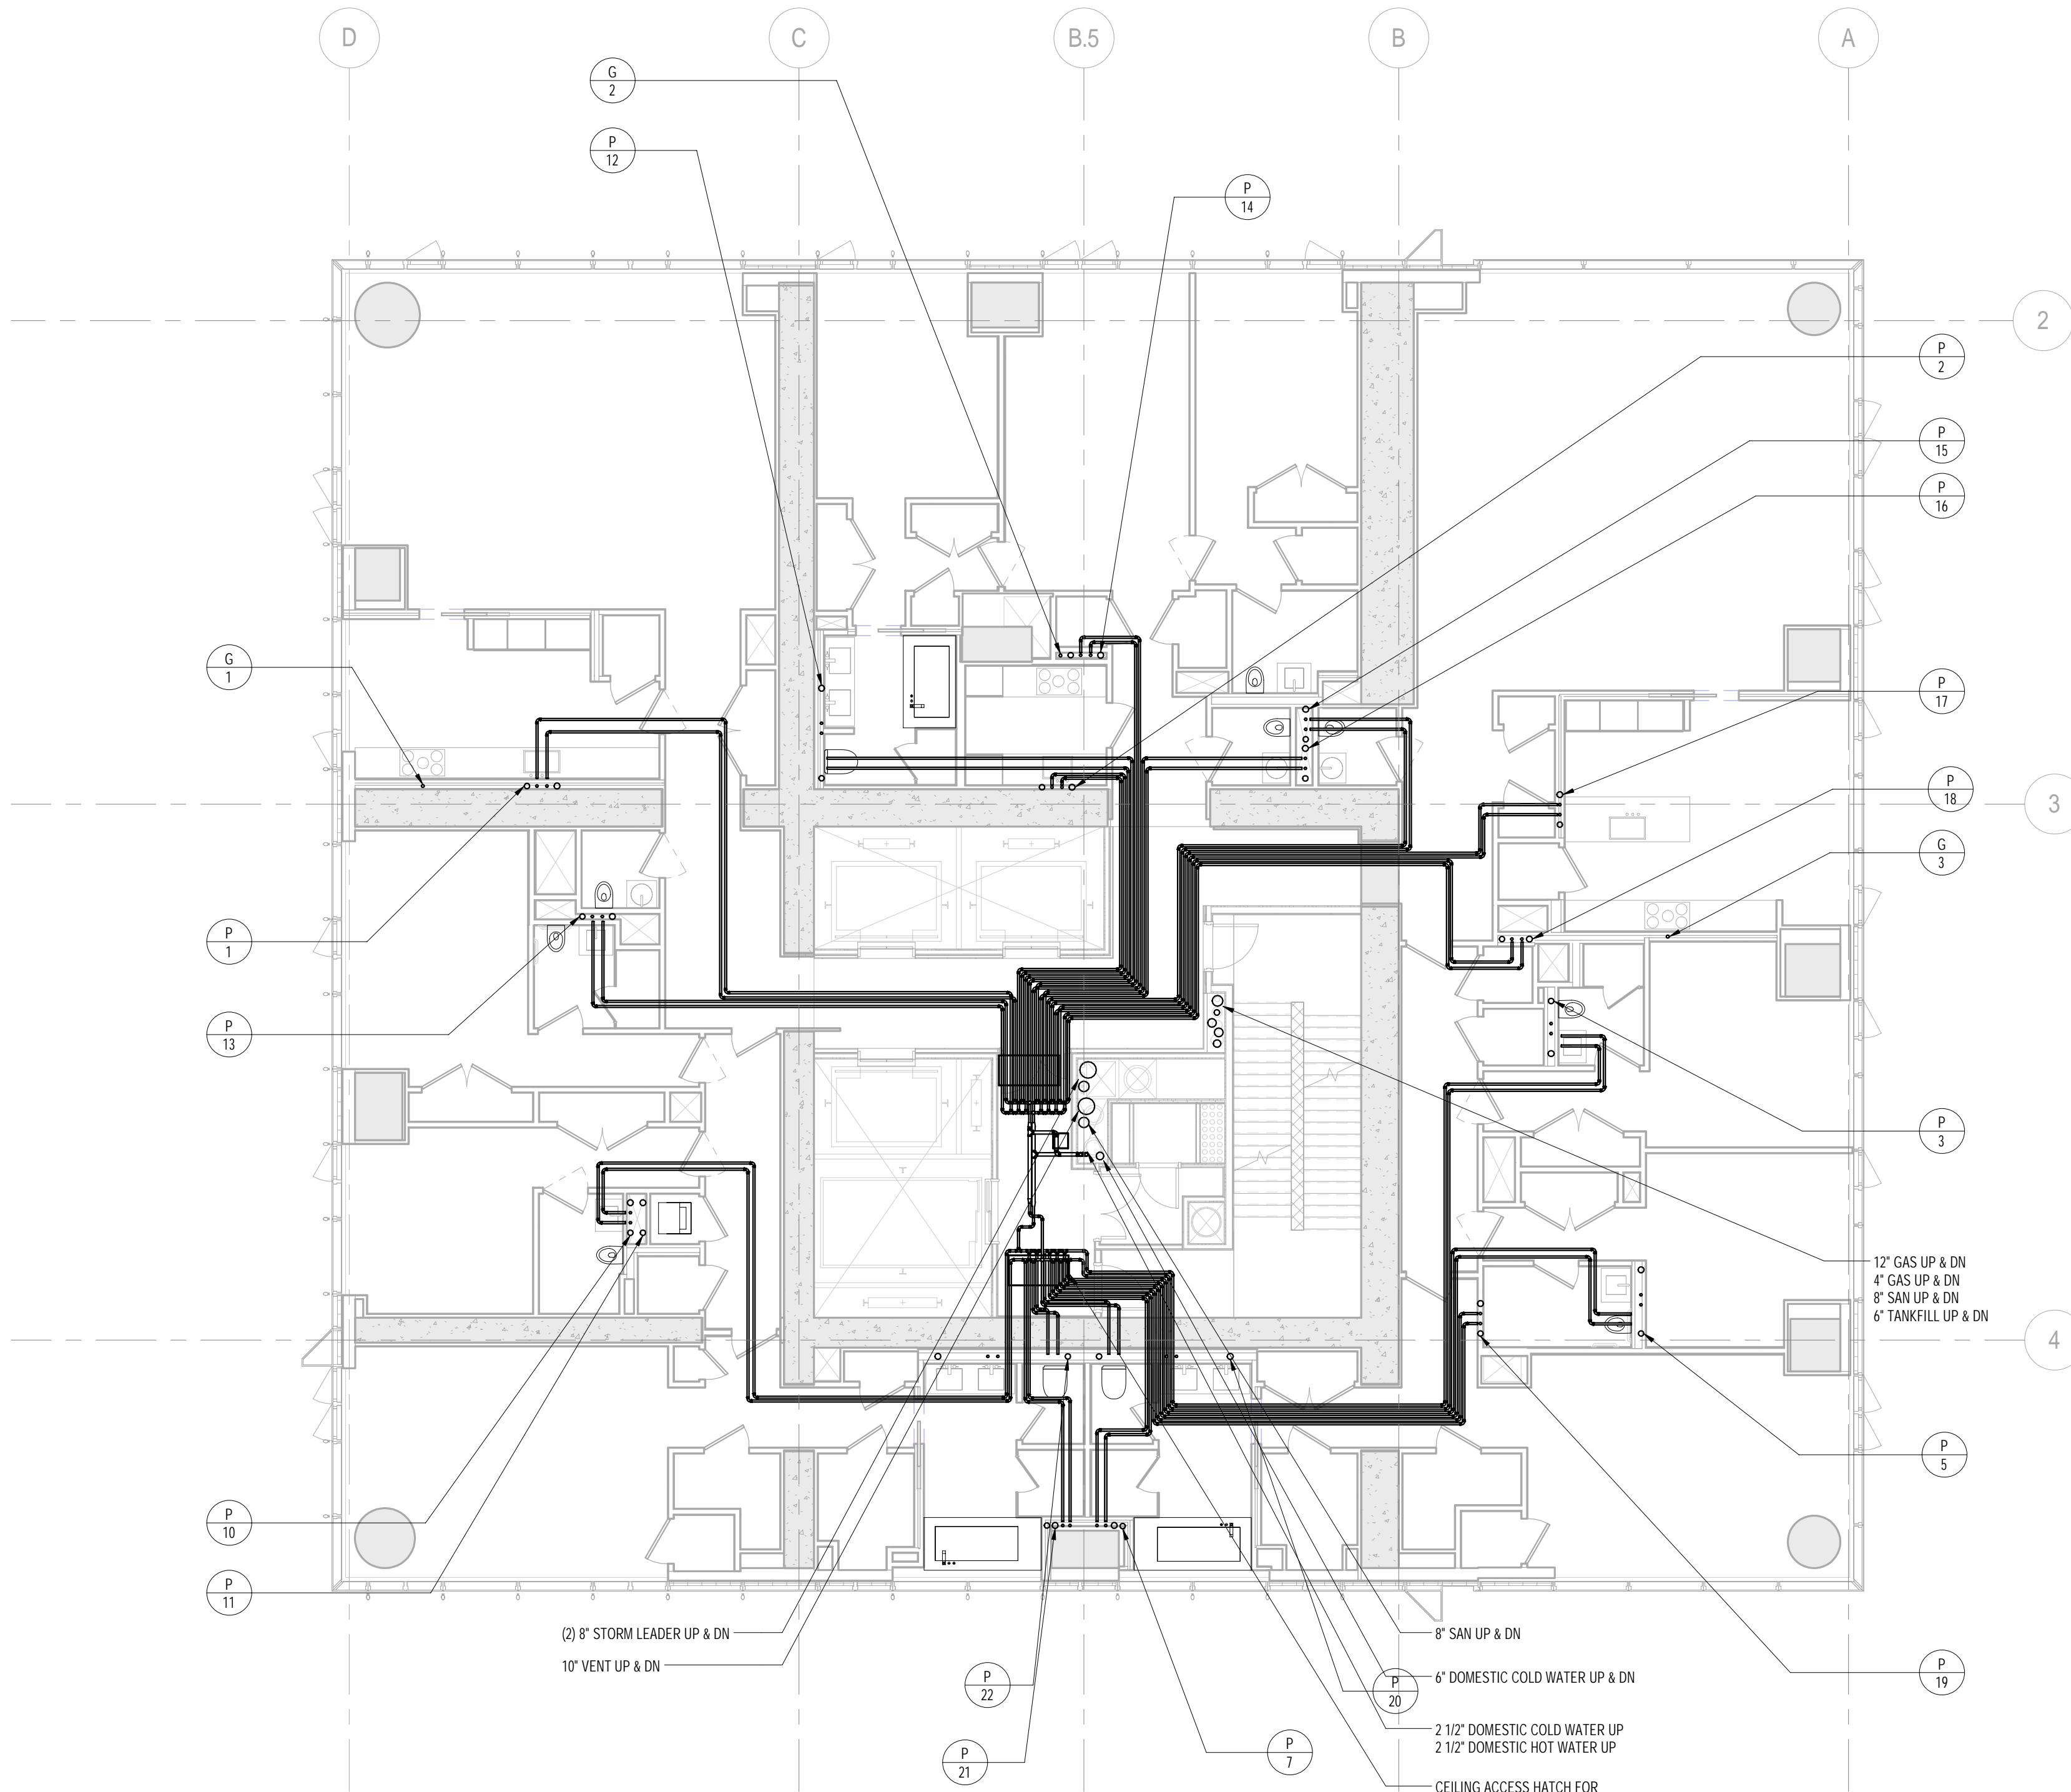 D
C
B.5
B
A
G
2
P
12
P
14
2
P
2
P
15
P
16
G
1
P
17
P
18
3
G
3
P
1
P
13
P
3
12" GAS UP & DN
4" GAS UP & DN
8" SAN UP & DN
6" TANKFILL UP & DN
4
P
5
P
10
P
11
(2) 8" STORM LEADER UP & DN
10" VENT UP & DN
8" SAN UP & DN
6" DOMESTIC COLD WATER UP & DN
P
19
P
22
P
20
2 1/2" DOMESTIC COLD WATER UP
2 1/2" DOMESTIC HOT WATER UP
P
21
P
7
CEILING ACCESS HATCH FOR